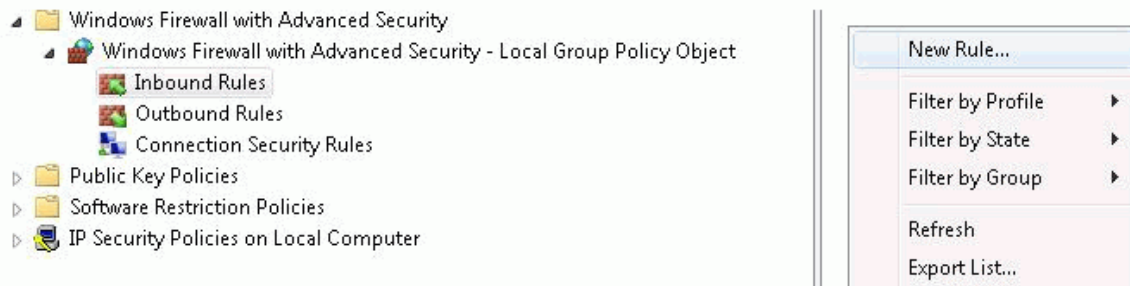 Windows Firewall with Advanced Security
Windows Firewall with Advanced Security - Local Group Policy Object
Inbound Rules
Outbound Rules
Connection Security Rules
Public Key Policies
Software Restriction Policies
IP Security Policies on Local Computer
New Rule...
Filter by Profile
Filter by State
Filter by Group
Refresh
Export List...